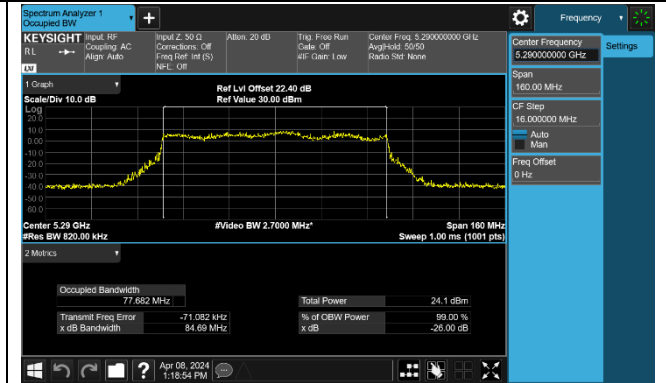 Spectrum Analyzer 1
Occupied BW
+
Frequency
KEYSIGHT
RL
LXI
Input: RF
Coupling: AC
Align: Auto
Input Z: 50 Ω
Corrections: Off
Freq Ref: Int (S)
NFE: Off
Atten: 20 dB
Trig: Free Run
Gate: Off
#IF Gain: Low
Center Freq: 5.290000000 GHz
Avg|Hold: 50/50
Radio Std: None
Center Frequency
5.290000000 GHz
Settings
Span
160.00 MHz
CF Step
16.000000 MHz
Auto
Man
Freq Offset
0 Hz
1 Graph
Scale/Div 10.0 dB
Ref Lvl Offset 22.40 dB
Ref Value 30.00 dBm
Log
20.0
10.0
0.00
-10.0
-20.0
-30.0
-40.0
-50.0
-60.0
Center 5.29 GHz
#Res BW 820.00 kHz
#Video BW 2.7000 MHz*
Span 160 MHz
Sweep 1.00 ms (1001 pts)
2 Metrics
Occupied Bandwidth
77.682 MHz
Total Power 24.1 dBm
Transmit Freq Error -71.082 kHz
% of OBW Power 99.00 %
x dB Bandwidth 84.69 MHz
x dB -26.00 dB
?
Apr 08, 2024
1:18:54 PM